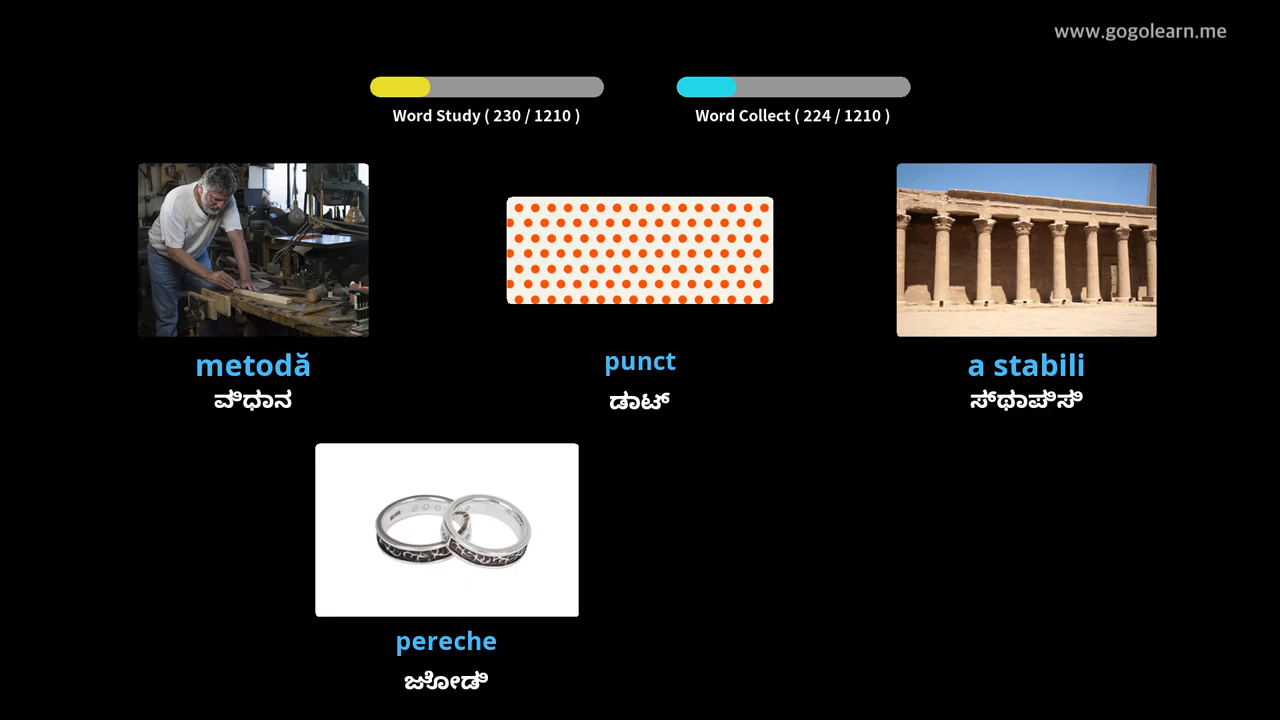 www.gogolearn.me
Word Study ( 230 / 1210 )
Word Collect ( 224 / 1210 )
metodă
ವಿಧಾನ
punct
ಡಾಟ್
a stabili
ಸ್ಥಾಪಿಸಿ
pereche
ಜೋಡಿ